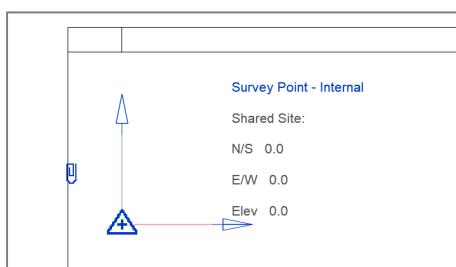 Survey Point - Internal
Shared Site:
N/S 0.0
E/W 0.0
Elev 0.0